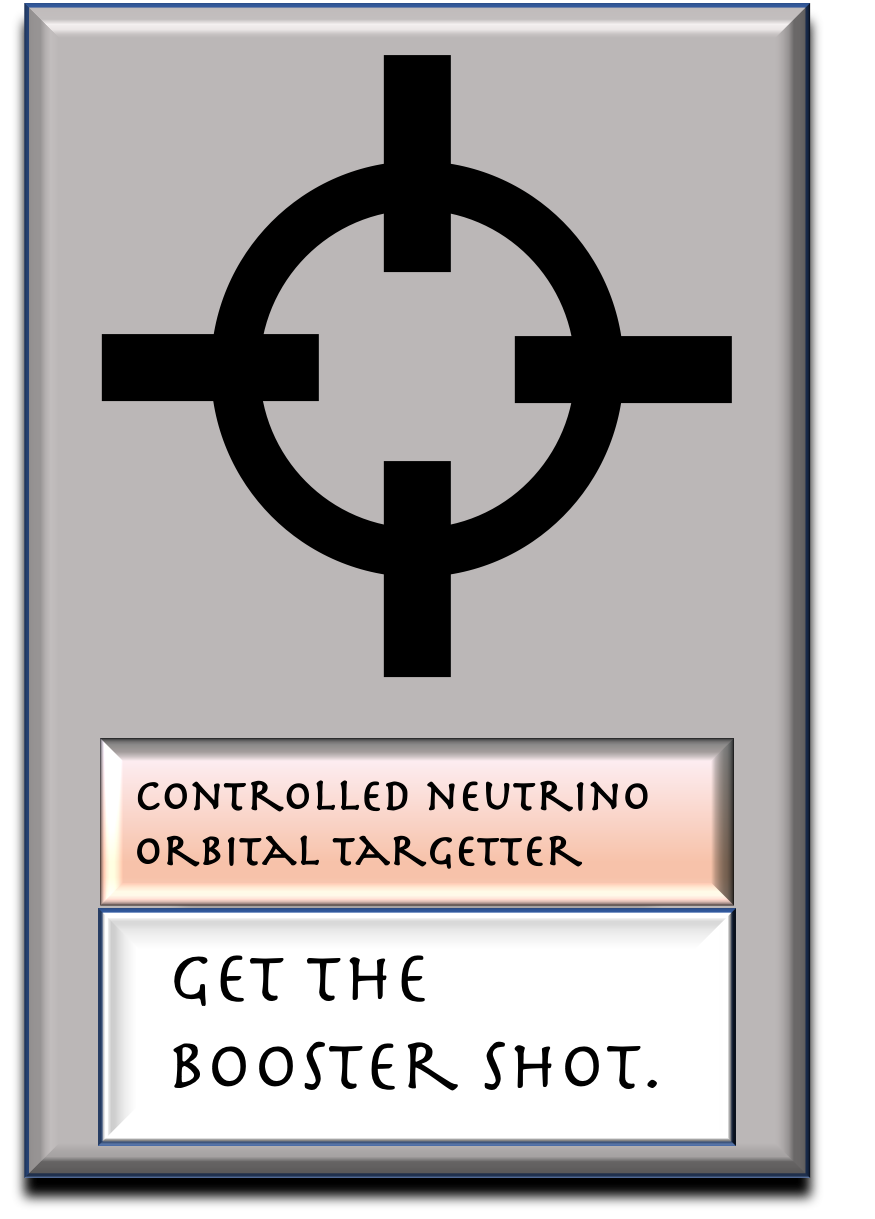 CONTROLLED NEUTRINO
ORBITAL TARGETTER
GET THE
BOOSTER SHOT.